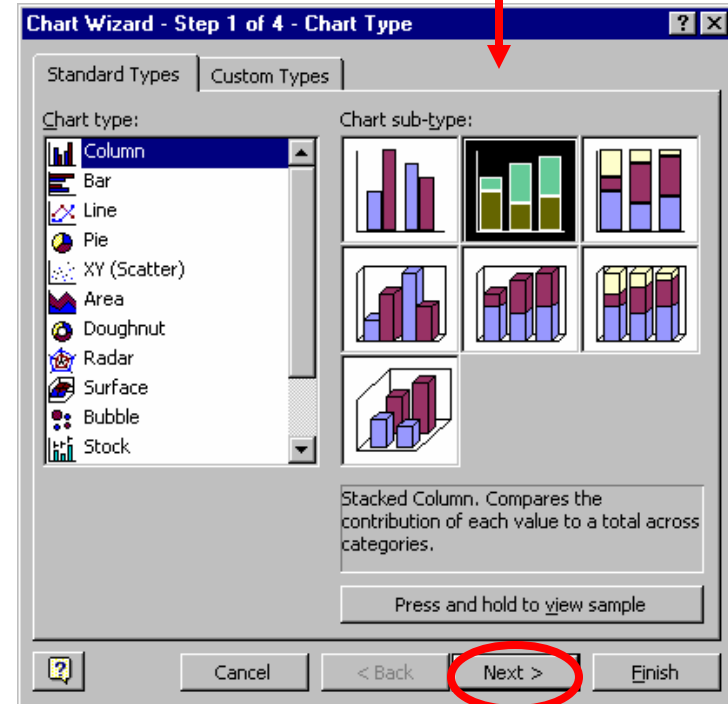 Chart Wizard - Step 1 of 4 - Chart Type
Standard Types
Custom Types
Chart type:
Column
Bar
Line
Pie
XY (Scatter)
Area
Doughnut
Radar
Surface
Bubble
Stock
Chart sub-type:
Stacked Column. Compares the
contribution of each value to a total across
categories.
Press and hold to view sample
Cancel
< Back
Next >
Finish